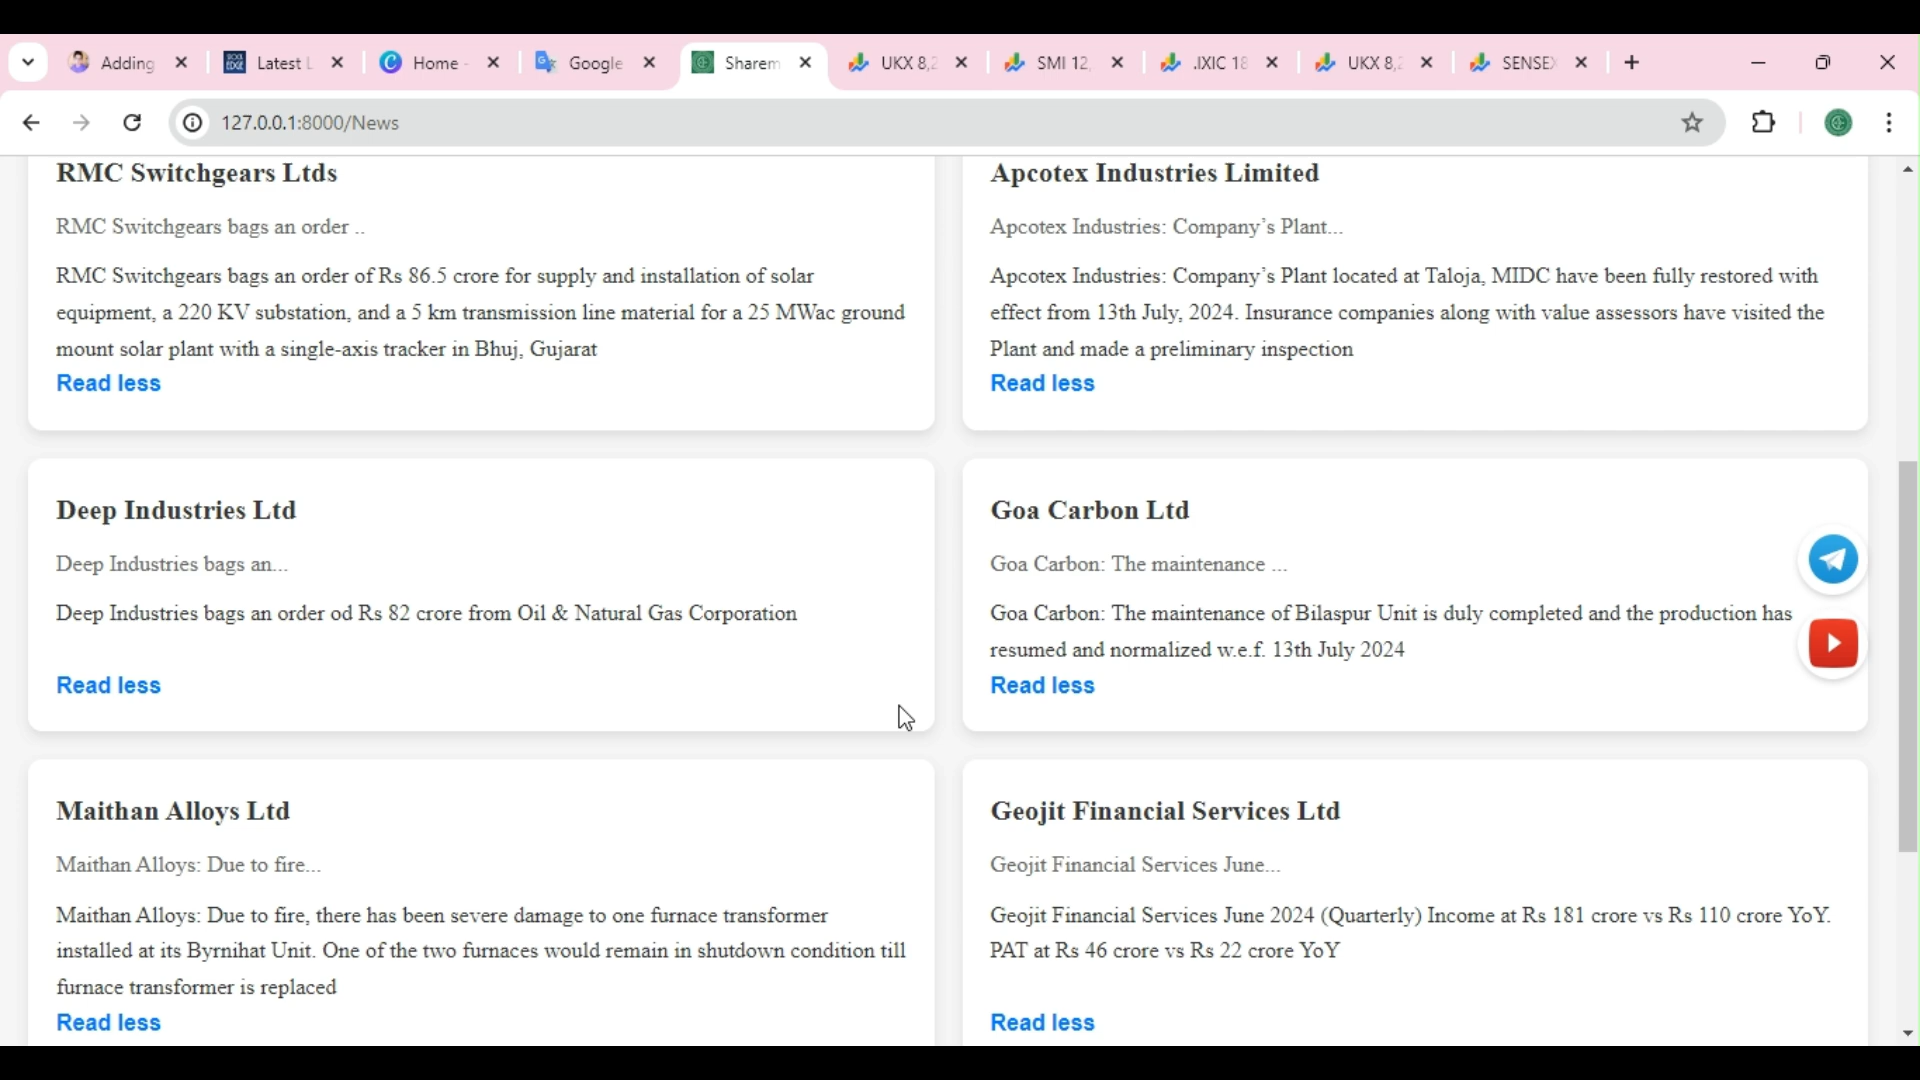 Adding
Latest L
Home -
Google
Sharem
UKX 8,2
SMI 12,
.IXIC 18
UKX 8,2
SENSEX
127.0.0.1:8000/News
RMC Switchgears Ltds
RMC Switchgears bags an order ..
RMC Switchgears bags an order of Rs 86.5 crore for supply and installation of solar
equipment, a 220 KV substation, and a 5 km transmission line material for a 25 MWac ground
mount solar plant with a single-axis tracker in Bhuj, Gujarat
Read less
Apcotex Industries Limited
Apcotex Industries: Company’s Plant...
Apcotex Industries: Company’s Plant located at Taloja, MIDC have been fully restored with
effect from 13th July, 2024. Insurance companies along with value assessors have visited the
Plant and made a preliminary inspection
Read less
Deep Industries Ltd
Deep Industries bags an...
Deep Industries bags an order od Rs 82 crore from Oil & Natural Gas Corporation
Read less
Goa Carbon Ltd
Goa Carbon: The maintenance ...
Goa Carbon: The maintenance of Bilaspur Unit is duly completed and the production has
resumed and normalized w.e.f. 13th July 2024
Read less
Maithan Alloys Ltd
Maithan Alloys: Due to fire...
Maithan Alloys: Due to fire, there has been severe damage to one furnace transformer
installed at its Byrnihat Unit. One of the two furnaces would remain in shutdown condition till
furnace transformer is replaced
Read less
Geojit Financial Services Ltd
Geojit Financial Services June...
Geojit Financial Services June 2024 (Quarterly) Income at Rs 181 crore vs Rs 110 crore YoY.
PAT at Rs 46 crore vs Rs 22 crore YoY
Read less